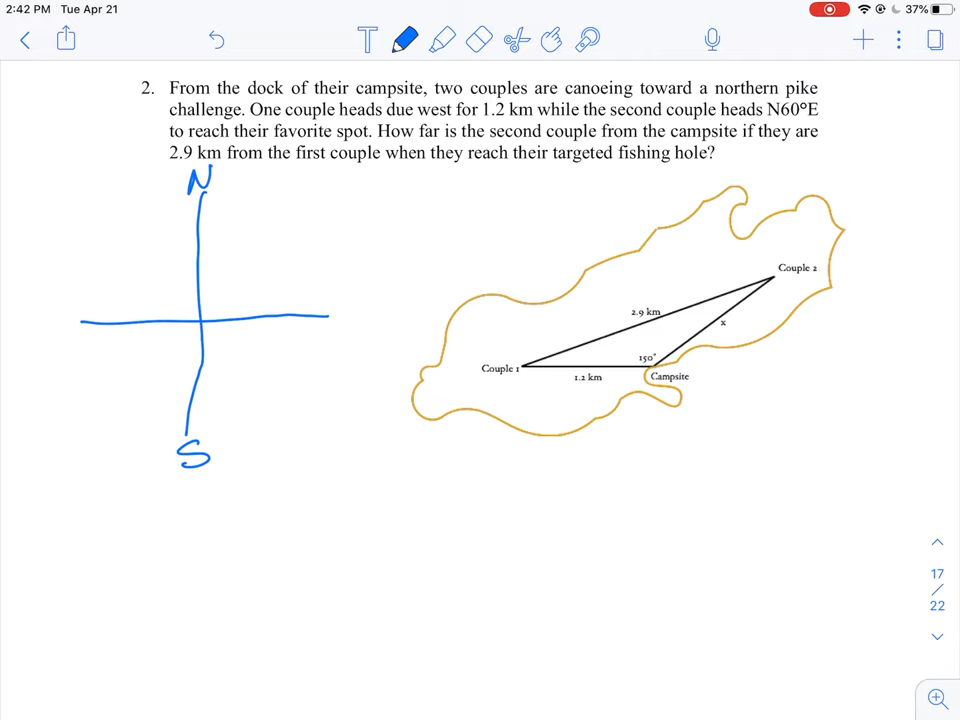 2:42 PM Tue Apr 21
37%
T
2. From the dock of their campsite, two couples are canoeing toward a northern pike
challenge. One couple heads due west for 1.2 km while the second couple heads N60°E
to reach their favorite spot. How far is the second couple from the campsite if they are
2.9 km from the first couple when they reach their targeted fishing hole?
N
Couple 2
2.9 km
x
150°
Couple 1
1.2 km
Campsite
S
17
/
22